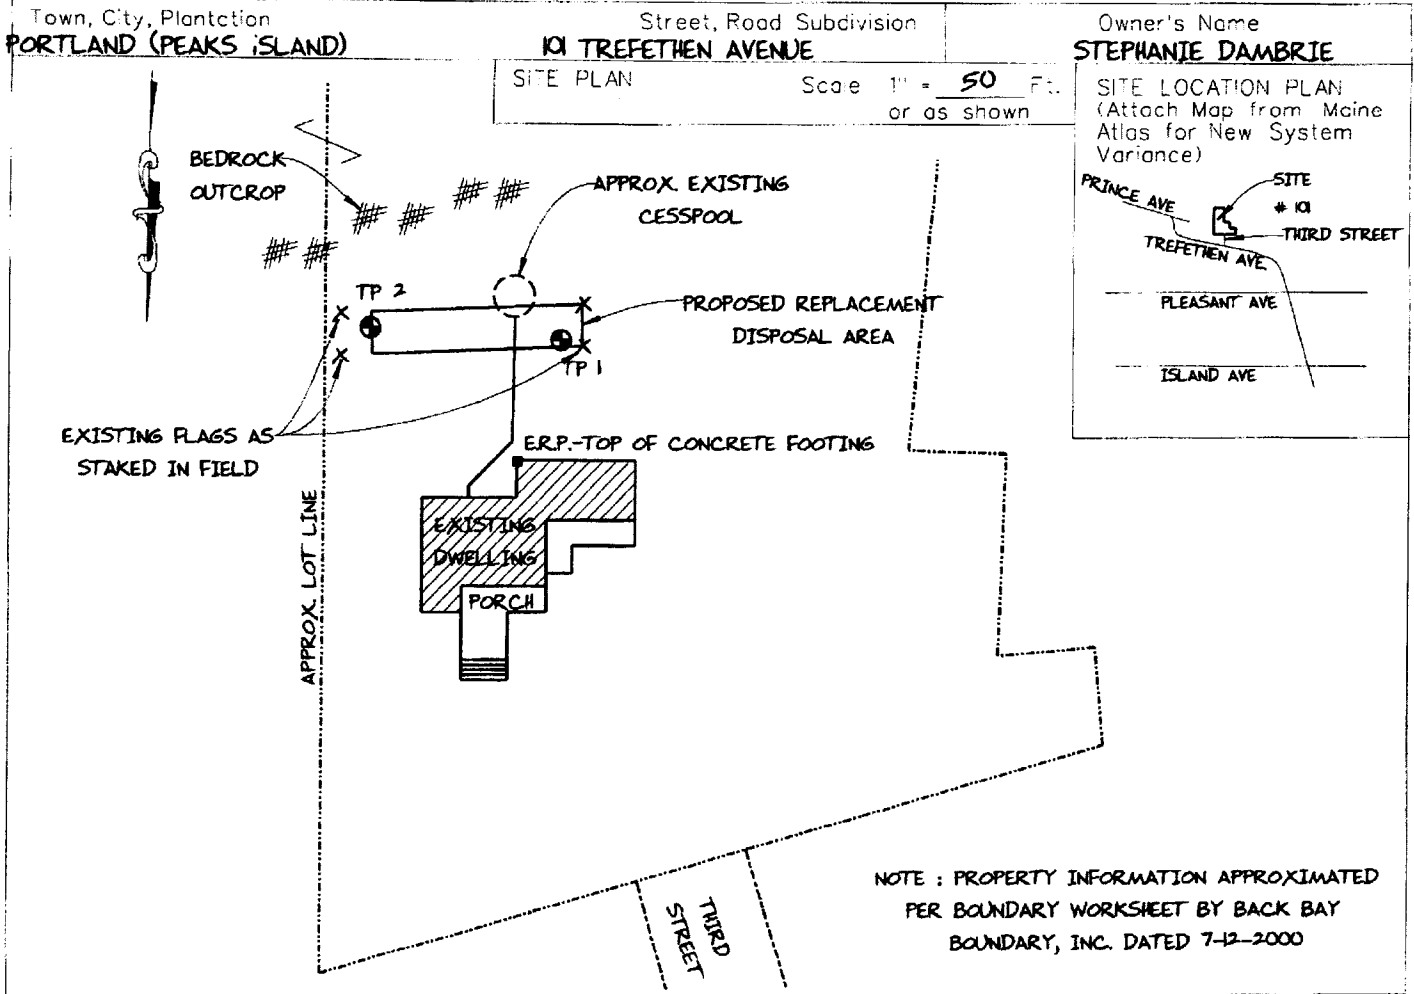 Town, City, Plantction
PORTLAND (PEAKS iSLAND)
Street, Road Subdivision
101 TREFETHEN AVENUE
Owner's Name
STEPHANIE DAMBRIE
SITE PLAN
Scale 1" = 50 Ft.
or as shown
SITE LOCATION PLAN
(Attach Map from Maine
Atlas for New System
Variance)
PRINCE AVE
SITE
# 101
THIRD STREET
TREFETHEN AVE.
PLEASANT AVE
ISLAND AVE
BEDROCK
OUTCROP
APPROX. EXISTING
CESSPOOL
TP 2
PROPOSED REPLACEMENT
DISPOSAL AREA
TP 1
EXISTING FLAGS AS
STAKED IN FIELD
E.R.P.-TOP OF CONCRETE FOOTING
EXISTING
DWELLING
PORCH
APPROX. LOT LINE
THIRD
STREET
NOTE : PROPERTY INFORMATION APPROXIMATED
PER BOUNDARY WORKSHEET BY BACK BAY
BOUNDARY, INC. DATED 7-12-2000